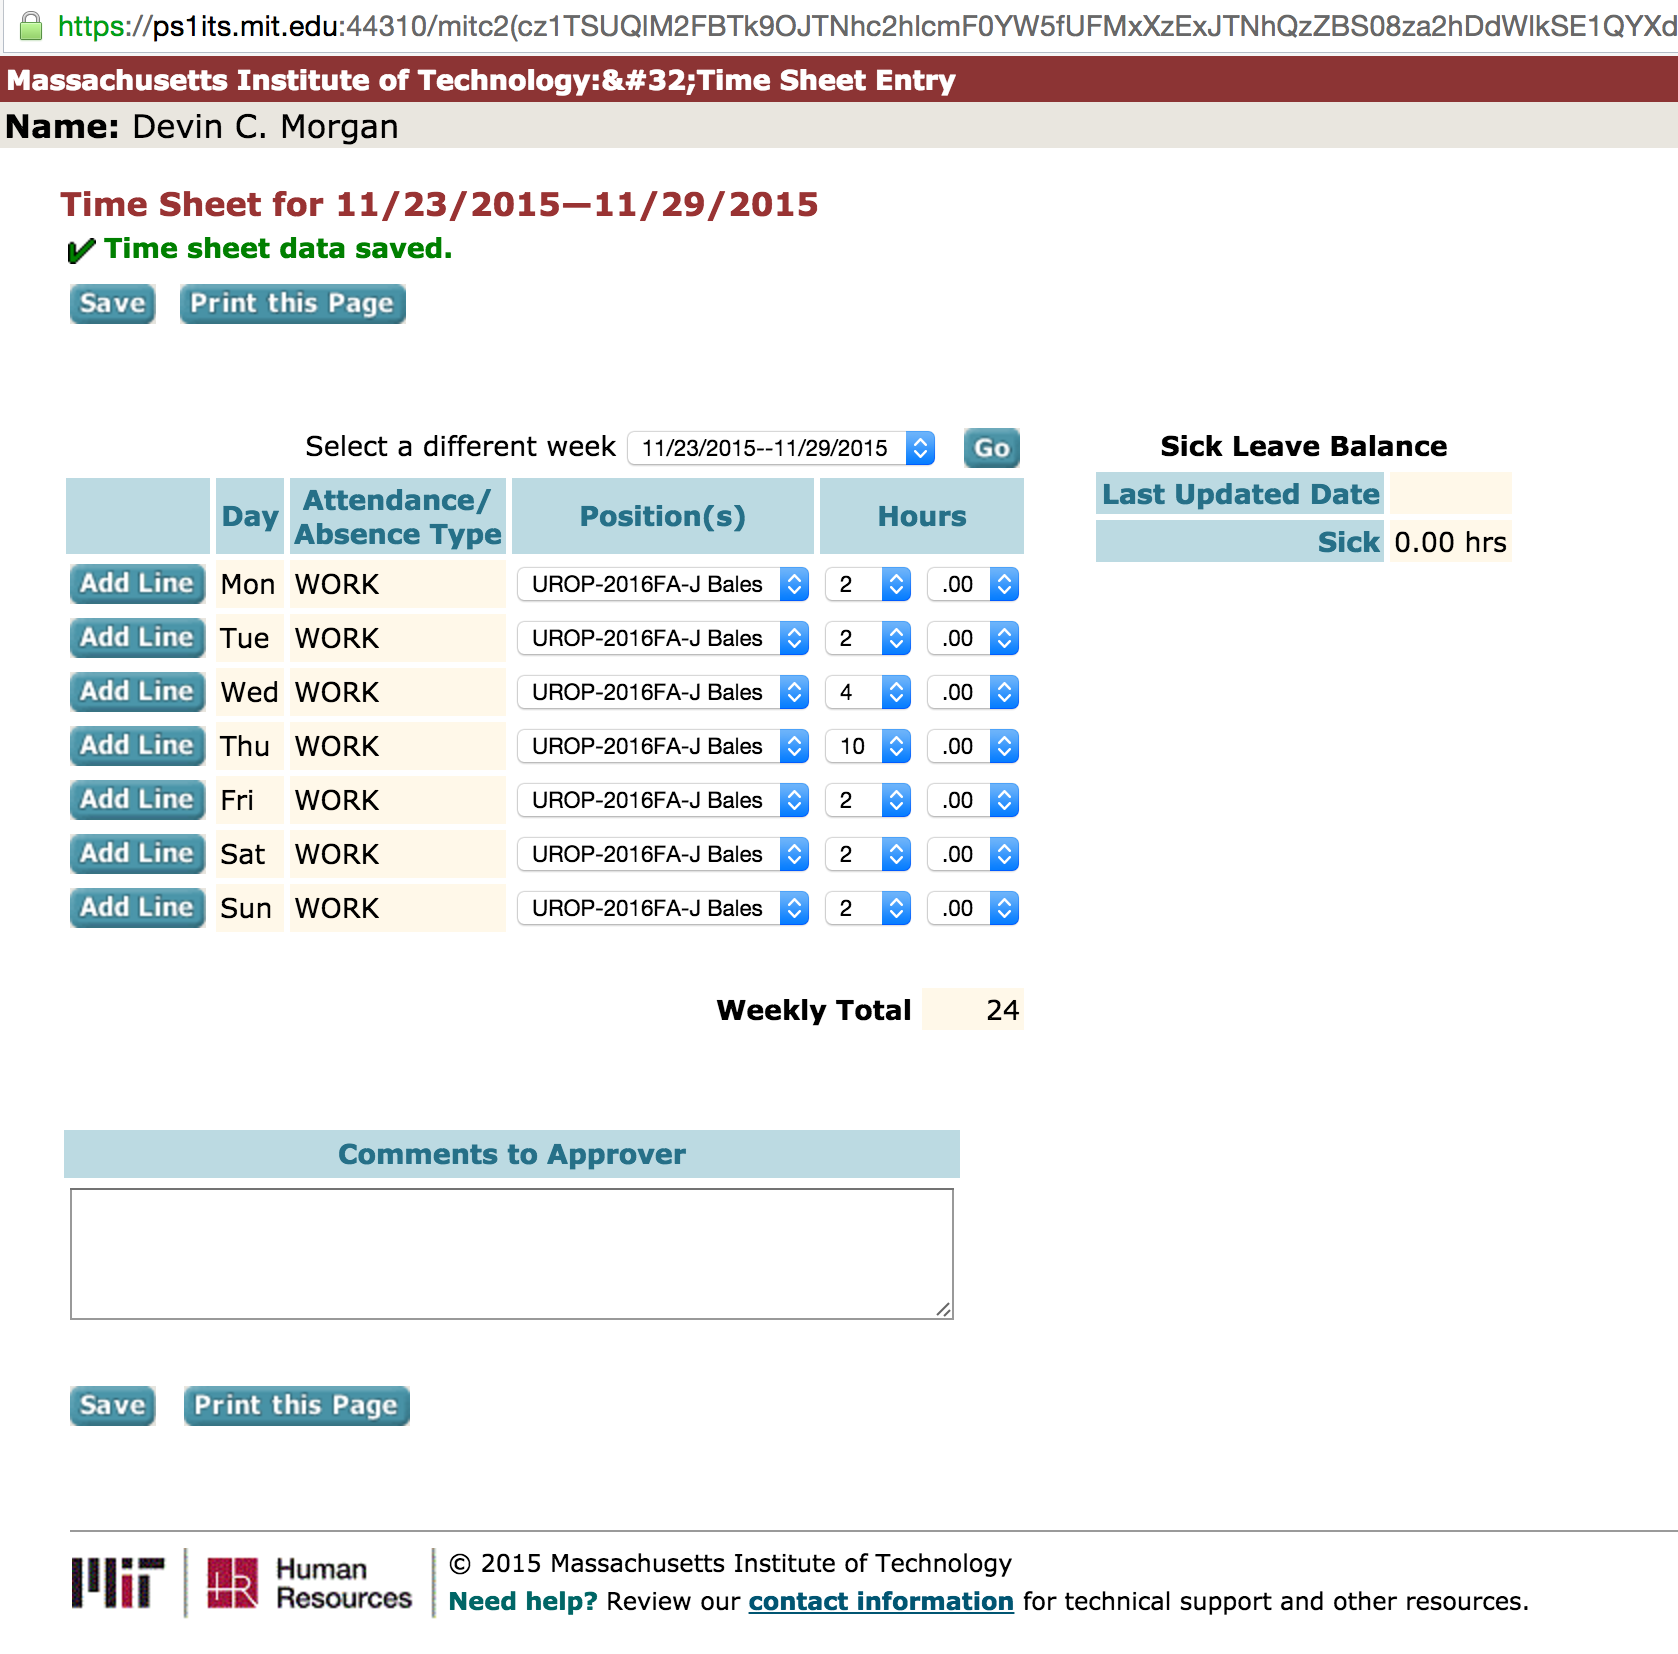 https://ps1its.mit.edu:44310/mitc2(cz1TSUQlM2FBTk9OJTNhc2hlcmF0YW5fUFMxXzExJTNhQzZBS08za2hDdWlkSE1QYXd
Massachusetts Institute of Technology:&#32;Time Sheet Entry
Name: Devin C. Morgan
Time Sheet for 11/23/2015—11/29/2015
Time sheet data saved.
Save Print this Page
Select a different week 11/23/2015--11/29/2015 Go
Sick Leave Balance
Last Updated Date
Sick 0.00 hrs
Day Attendance/ Absence Type Position(s) Hours
Add Line Mon WORK UROP-2016FA-J Bales 2 .00
Add Line Tue WORK UROP-2016FA-J Bales 2 .00
Add Line Wed WORK UROP-2016FA-J Bales 4 .00
Add Line Thu WORK UROP-2016FA-J Bales 10 .00
Add Line Fri WORK UROP-2016FA-J Bales 2 .00
Add Line Sat WORK UROP-2016FA-J Bales 2 .00
Add Line Sun WORK UROP-2016FA-J Bales 2 .00
Weekly Total 24
Comments to Approver
Save Print this Page
MIT HR Human Resources
© 2015 Massachusetts Institute of Technology
Need help? Review our contact information for technical support and other resources.